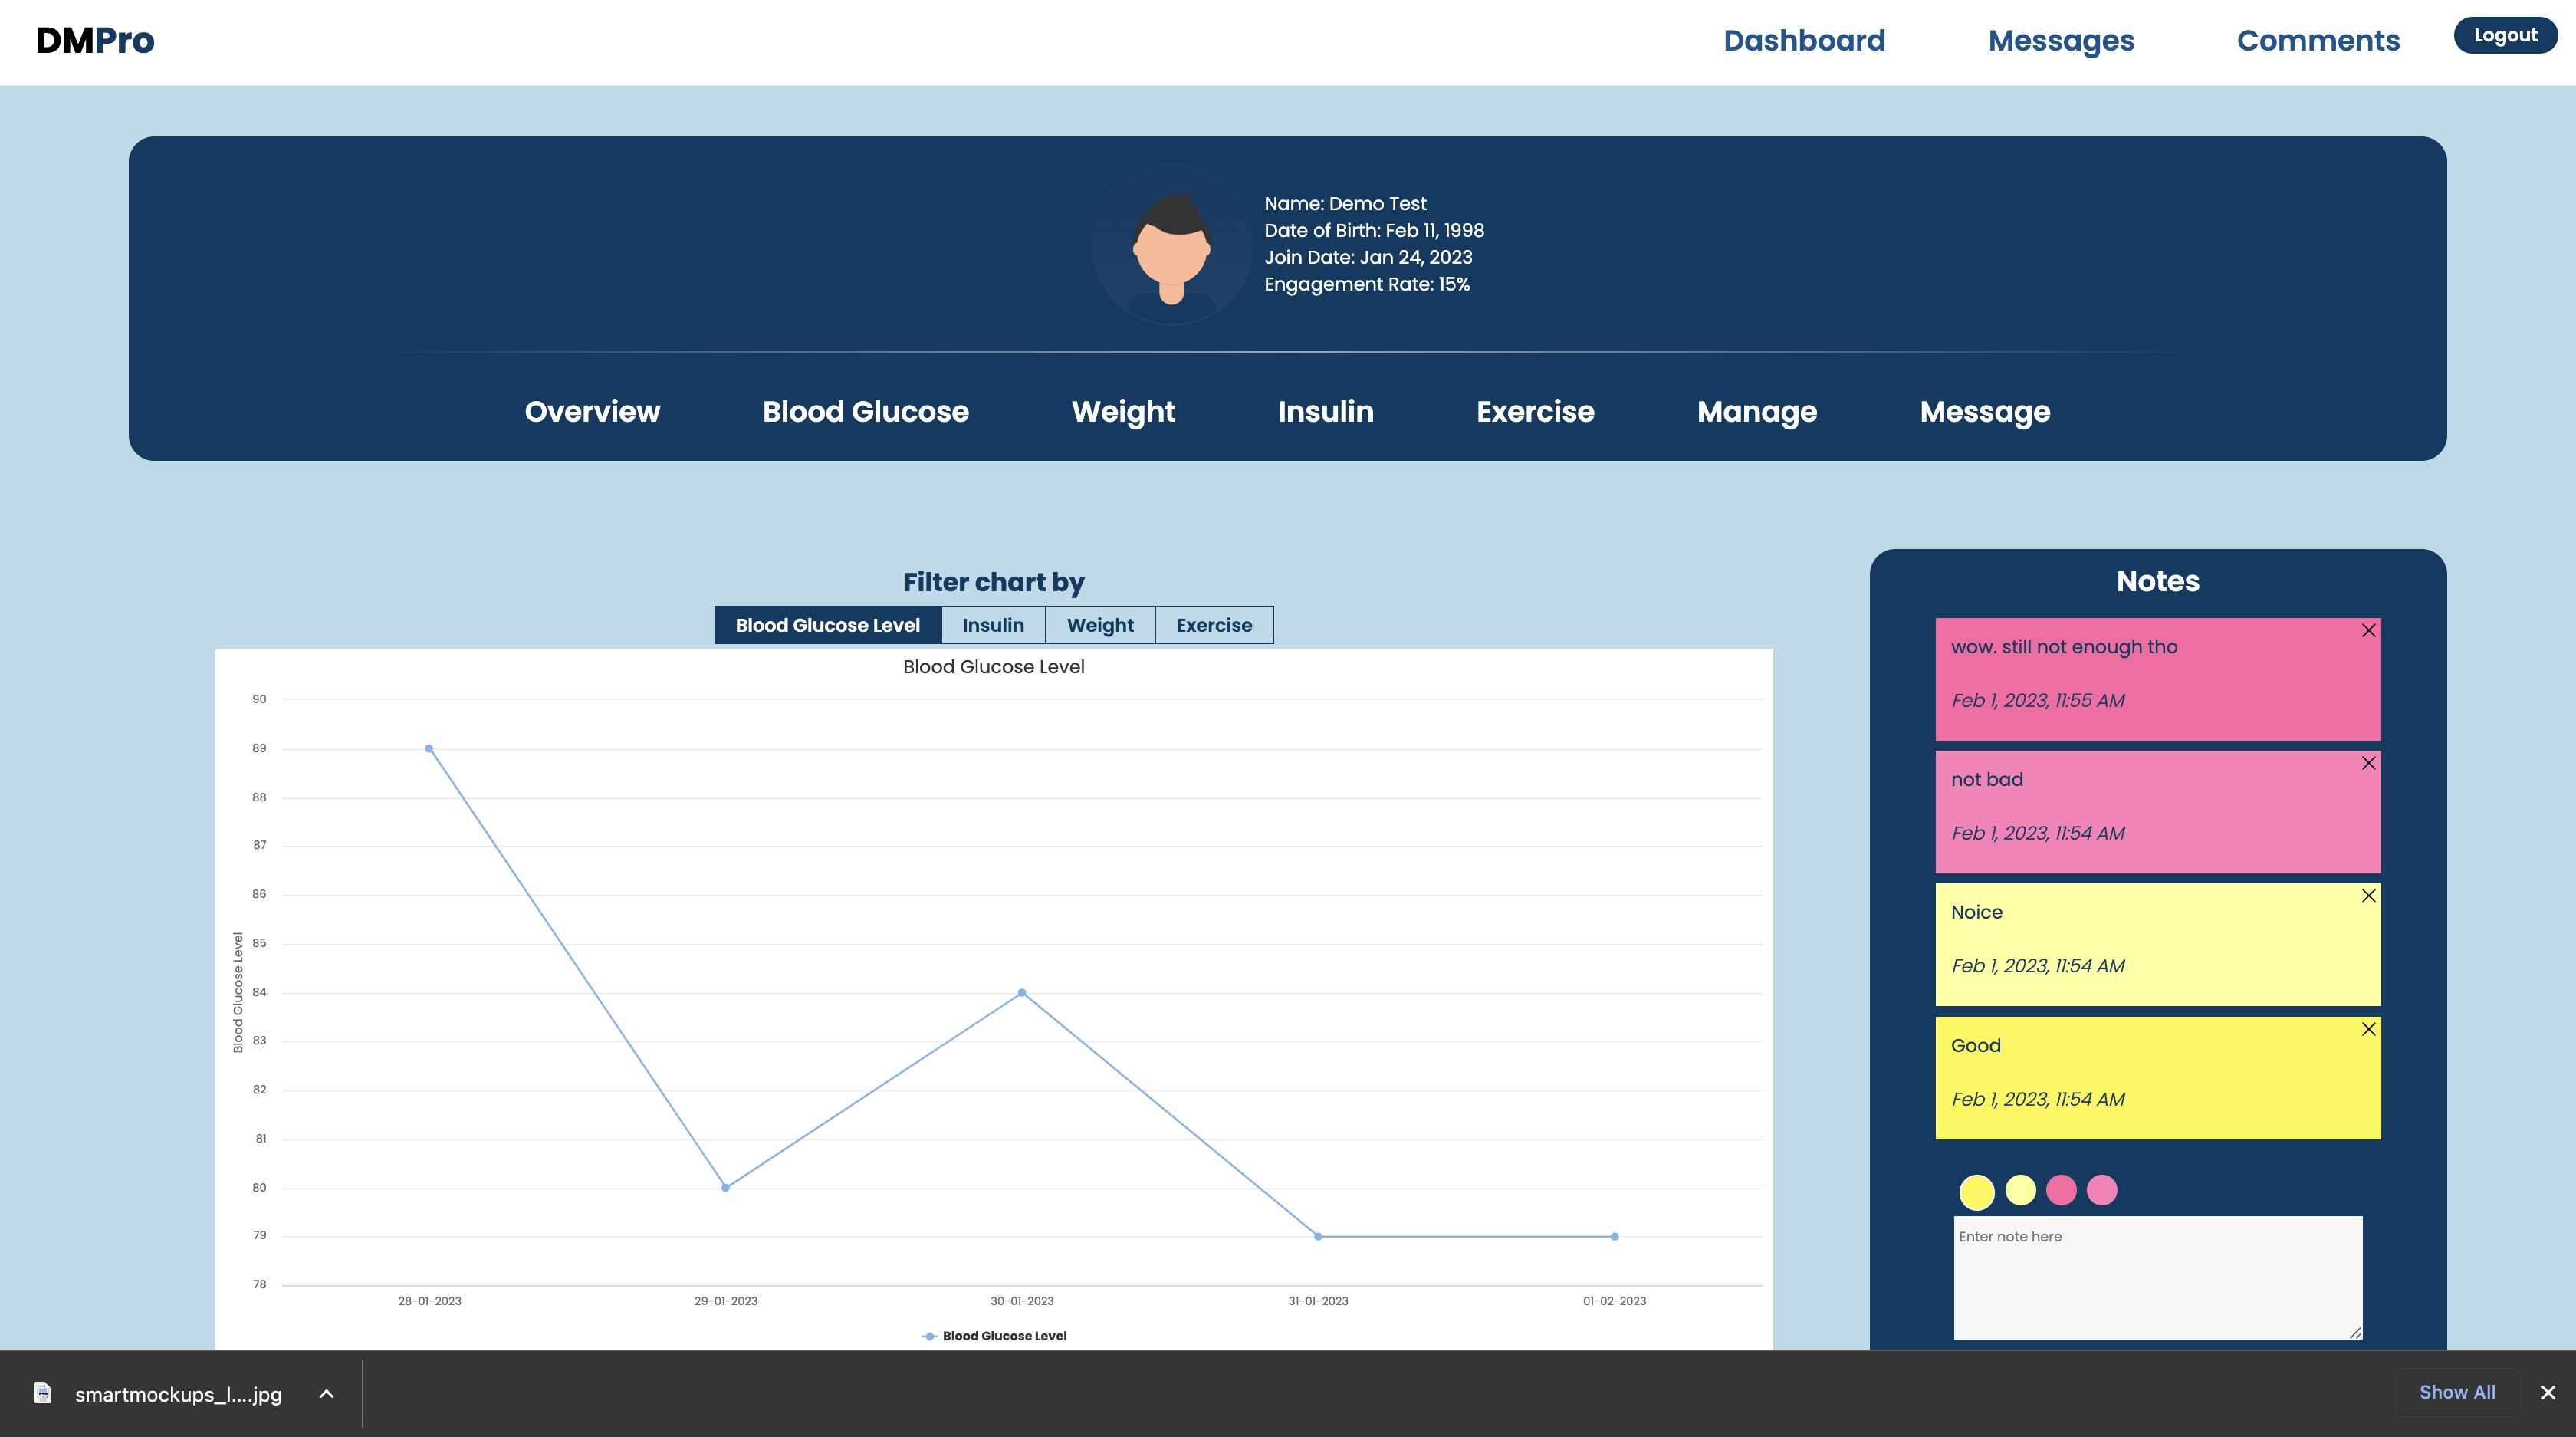 DMPro
Dashboard Messages Comments Logout
Name: Demo Test
Date of Birth: Feb 11, 1998
Join Date: Jan 24, 2023
Engagement Rate: 15%
Overview Blood Glucose Weight Insulin Exercise Manage Message
Filter chart by
Blood Glucose Level Insulin Weight Exercise
Blood Glucose Level
90
89
88
87
86
85
84
83
82
81
80
79
78
Blood Glucose Level
28-01-2023 29-01-2023 30-01-2023 31-01-2023 01-02-2023
Blood Glucose Level
Notes
wow. still not enough tho
Feb 1, 2023, 11:55 AM
not bad
Feb 1, 2023, 11:54 AM
Noice
Feb 1, 2023, 11:54 AM
Good
Feb 1, 2023, 11:54 AM
Enter note here
smartmockups_l....jpg
Show All